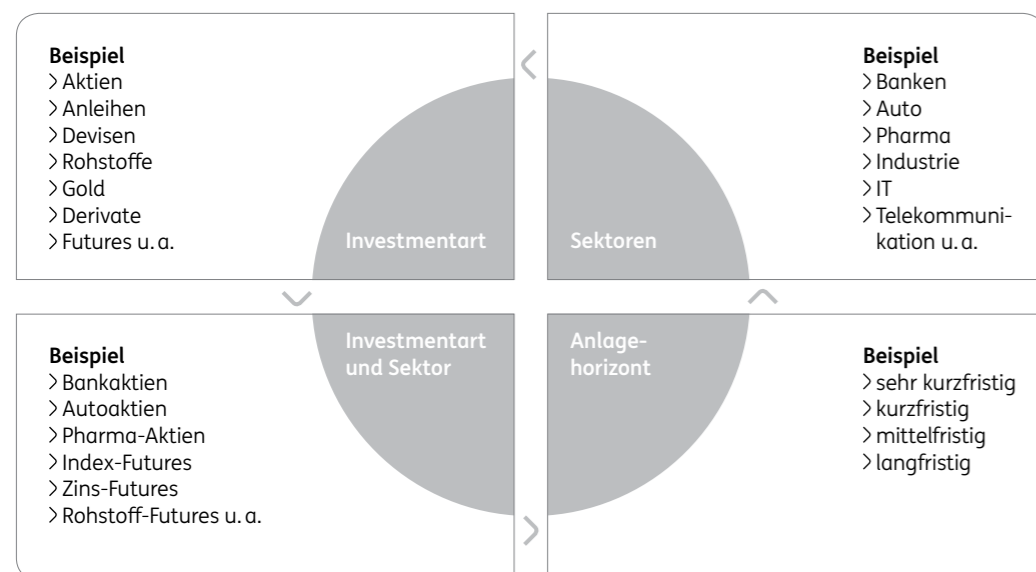 Beispiel
> Aktien
> Anleihen
> Devisen
> Rohstoffe
> Gold
> Derivate
> Futures u. a.
Investmentart
Beispiel
> Banken
> Auto
> Pharma
> Industrie
> IT
> Telekommuni-
kation u. a.
Sektoren
Beispiel
> Bankaktien
> Autoaktien
> Pharma-Aktien
> Index-Futures
> Zins-Futures
> Rohstoff-Futures u. a.
Investmentart
und Sektor
Beispiel
> sehr kurzfristig
> kurzfristig
> mittelfristig
> langfristig
Anlage-
horizont